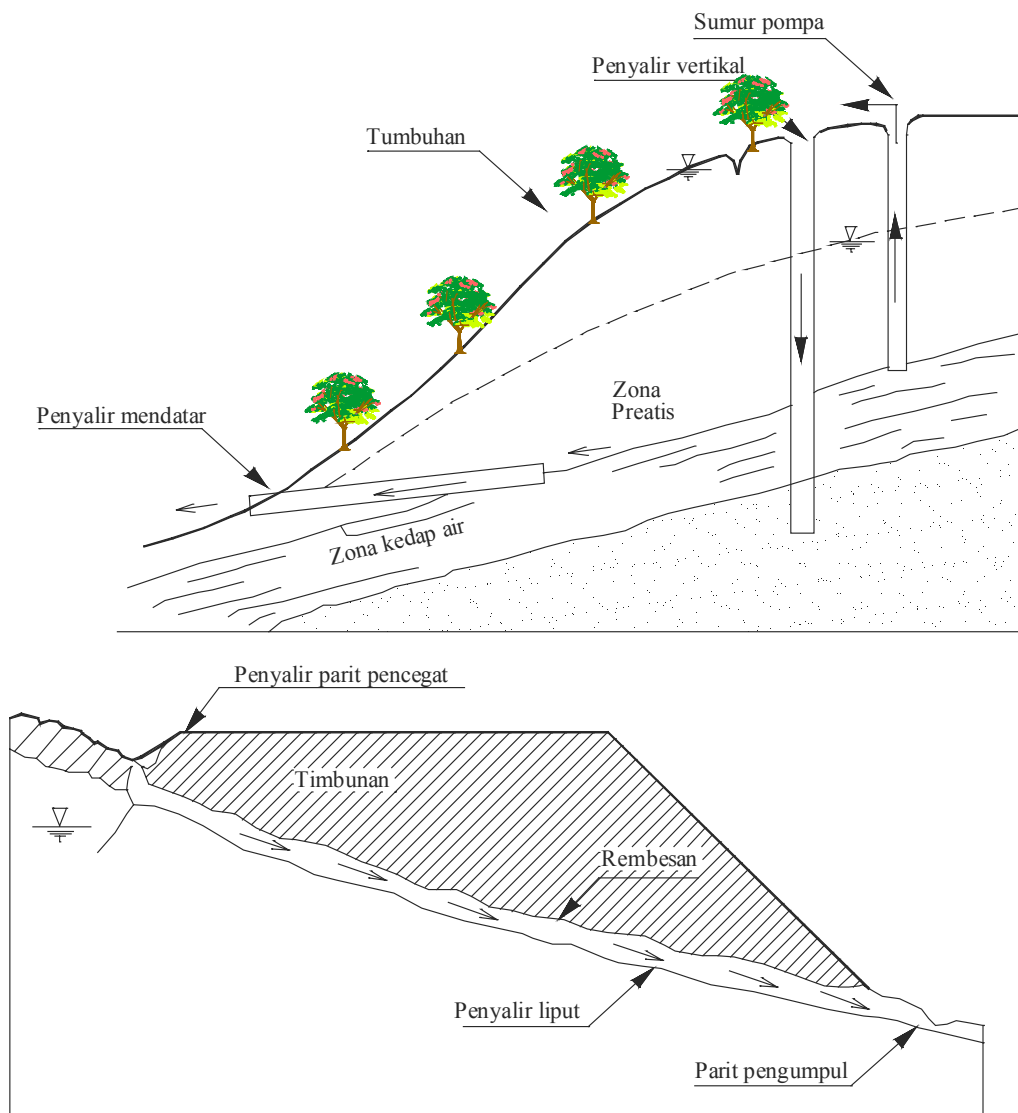 Sumur pompa
Penyalir vertikal
Tumbuhan
Zona
Preatis
Penyalir mendatar
Zona kedap air
Penyalir parit pencegat
Timbunan
Rembesan
Penyalir liput
Parit pengumpul